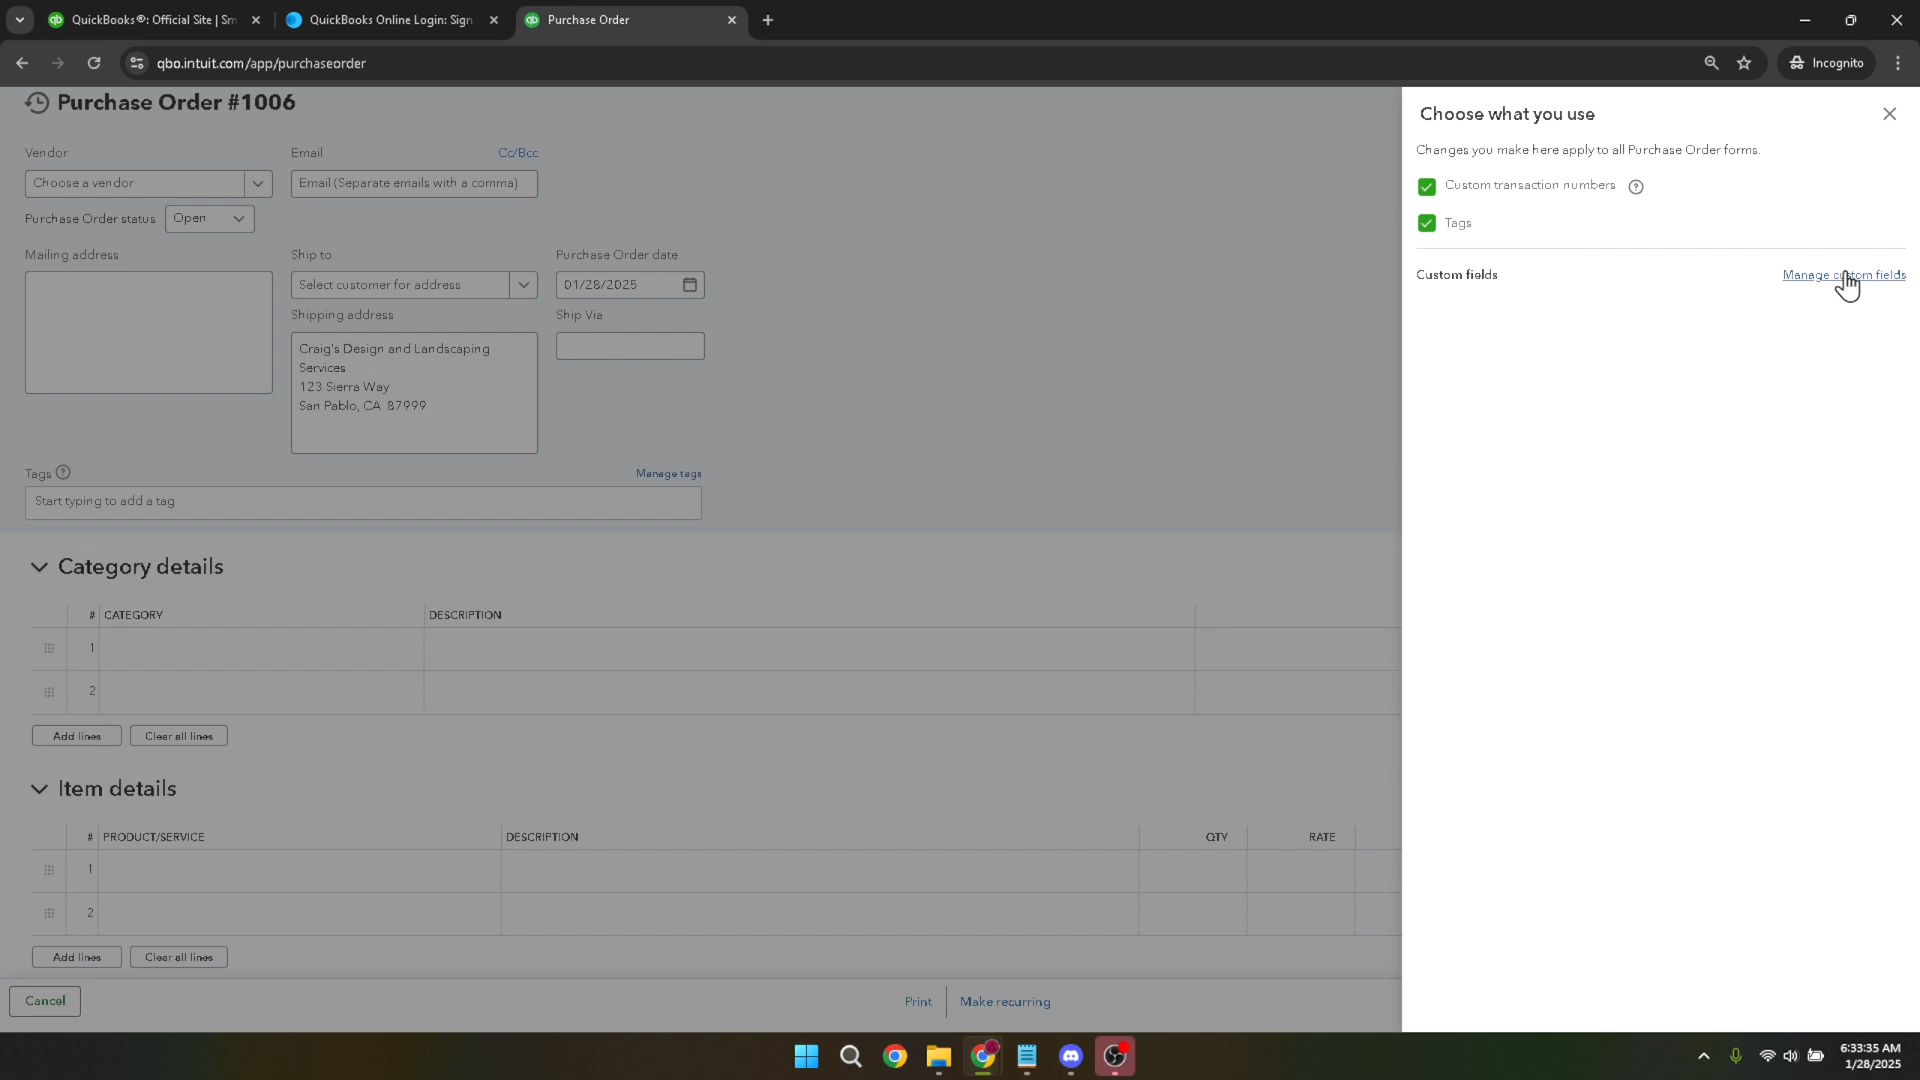 QuickBooks®: Official Site | Sm
QuickBooks Online Login: Sign
Purchase Order
qbo.intuit.com/app/purchaseorder
Incognito
Purchase Order #1006
Vendor
Email
Cc/Bcc
Choose a vendor
Email (Separate emails with a comma)
Purchase Order status
Open
Mailing address
Ship to
Purchase Order date
Select customer for address
01/28/2025
Shipping address
Ship Via
Craig's Design and Landscaping
Services
123 Sierra Way
San Pablo, CA 87999
Tags
Manage tags
Start typing to add a tag
Category details
# CATEGORY DESCRIPTION
1
2
Add lines
Clear all lines
Item details
# PRODUCT/SERVICE DESCRIPTION QTY RATE
1
2
Add lines
Clear all lines
Cancel
Print
Make recurring
Choose what you use
Changes you make here apply to all Purchase Order forms.
Custom transaction numbers
Tags
Custom fields
Manage custom fields
6:33:35 AM
1/28/2025